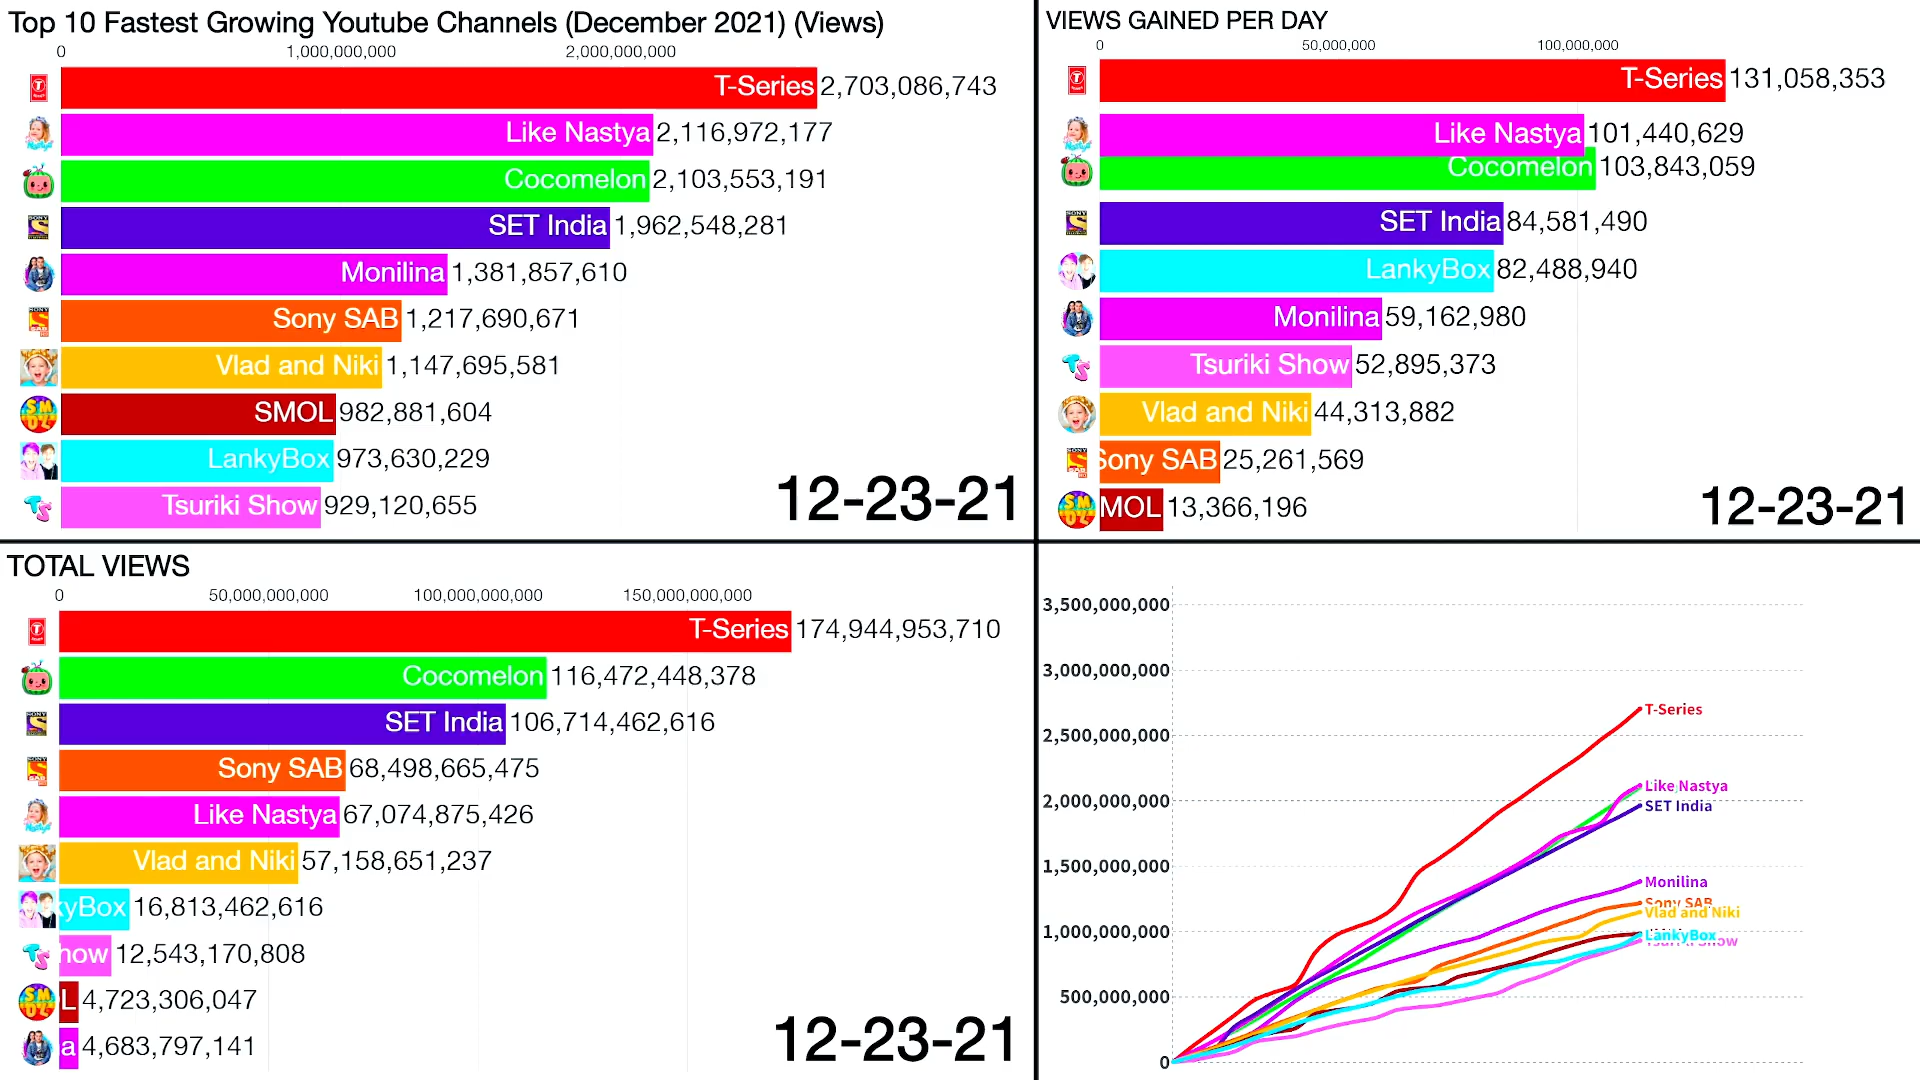 Top 10 Fastest Growing Youtube Channels (December 2021) (Views)
0 1,000,000,000 2,000,000,000
T-Series 2,703,086,743
Like Nastya 2,116,972,177
Cocomelon 2,103,553,191
SET India 1,962,548,281
Monilina 1,381,857,610
Sony SAB 1,217,690,671
Vlad and Niki 1,147,695,581
SMOL 982,881,604
LankyBox 973,630,229
Tsuriki Show 929,120,655
12-23-21
VIEWS GAINED PER DAY
0 50,000,000 100,000,000
T-Series 131,058,353
Like Nastya 101,440,629
Cocomelon 103,843,059
SET India 84,581,490
LankyBox 82,488,940
Monilina 59,162,980
Tsuriki Show 52,895,373
Vlad and Niki 44,313,882
Sony SAB 25,261,569
MOL 13,366,196
12-23-21
TOTAL VIEWS
0 50,000,000,000 100,000,000,000 150,000,000,000
T-Series 174,944,953,710
Cocomelon 116,472,448,378
SET India 106,714,462,616
Sony SAB 68,498,665,475
Like Nastya 67,074,875,426
Vlad and Niki 57,158,651,237
kyBox 16,813,462,616
how 12,543,170,808
L 4,723,306,047
a 4,683,797,141
12-23-21
3,500,000,000
3,000,000,000
2,500,000,000
2,000,000,000
1,500,000,000
1,000,000,000
500,000,000
0
T-Series
Like Nastya
SET India
Monilina
Sony SAB
Vlad and Niki
LankyBox